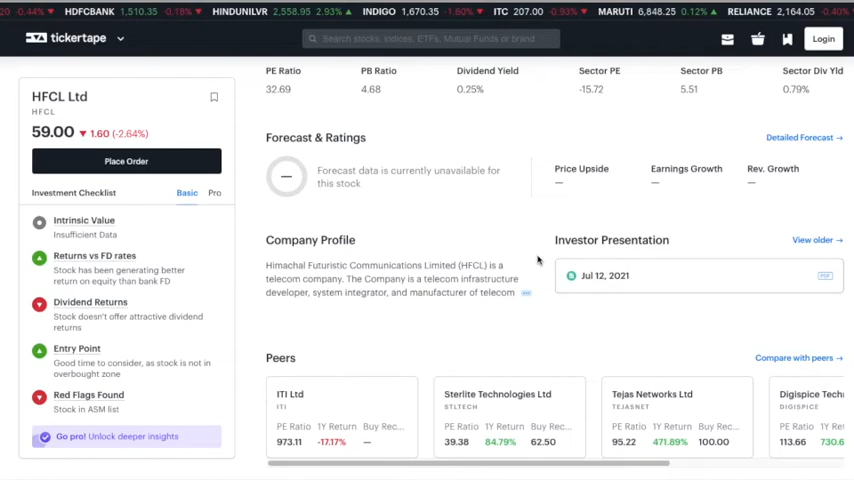 20 -0.44% HDFCBANK 1,510.35 -0.18% HINDUNILVR 2,558.95 2.93% INDIGO 1,670.35 -1.60% ITC 207.00 -0.93% MARUTI 6,848.25 0.12% RELIANCE 2,164.05 -0.40%
tickertape
Search stocks, indices, ETFs, Mutual Funds or brands
Login
PE Ratio PB Ratio Dividend Yield Sector PE Sector PB Sector Div Yld
32.69 4.68 0.25% -15.72 5.51 0.79%
HFCL Ltd
HFCL
59.00 1.60 (-2.64%)
Place Order
Investment Checklist Basic Pro
Intrinsic Value
Insufficient Data
Returns vs FD rates
Stock has been generating better
return on equity than bank FD
Dividend Returns
Stock doesn't offer attractive dividend
returns
Entry Point
Good time to consider, as stock is not in
overbought zone
Red Flags Found
Stock in ASM list
Go pro! Unlock deeper insights
Forecast & Ratings
Detailed Forecast →
— Forecast data is currently unavailable for
this stock
Price Upside Earnings Growth Rev. Growth
— — —
Company Profile
Himachal Futuristic Communications Limited (HFCL) is a
telecom company. The Company is a telecom infrastructure
developer, system integrator, and manufacturer of telecom
Investor Presentation View older →
Jul 12, 2021 PDF
Peers
Compare with peers →
ITI Ltd
ITI
PE Ratio 1Y Return Buy Rec...
973.11 -17.17% —
Sterlite Technologies Ltd
STLTECH
PE Ratio 1Y Return Buy Rec...
39.38 84.79% 62.50
Tejas Networks Ltd
TEJASNET
PE Ratio 1Y Return Buy Rec...
95.22 471.89% 100.00
Digispice Techn
DIGISPICE
PE Ratio 1Y Ret
113.66 730.6